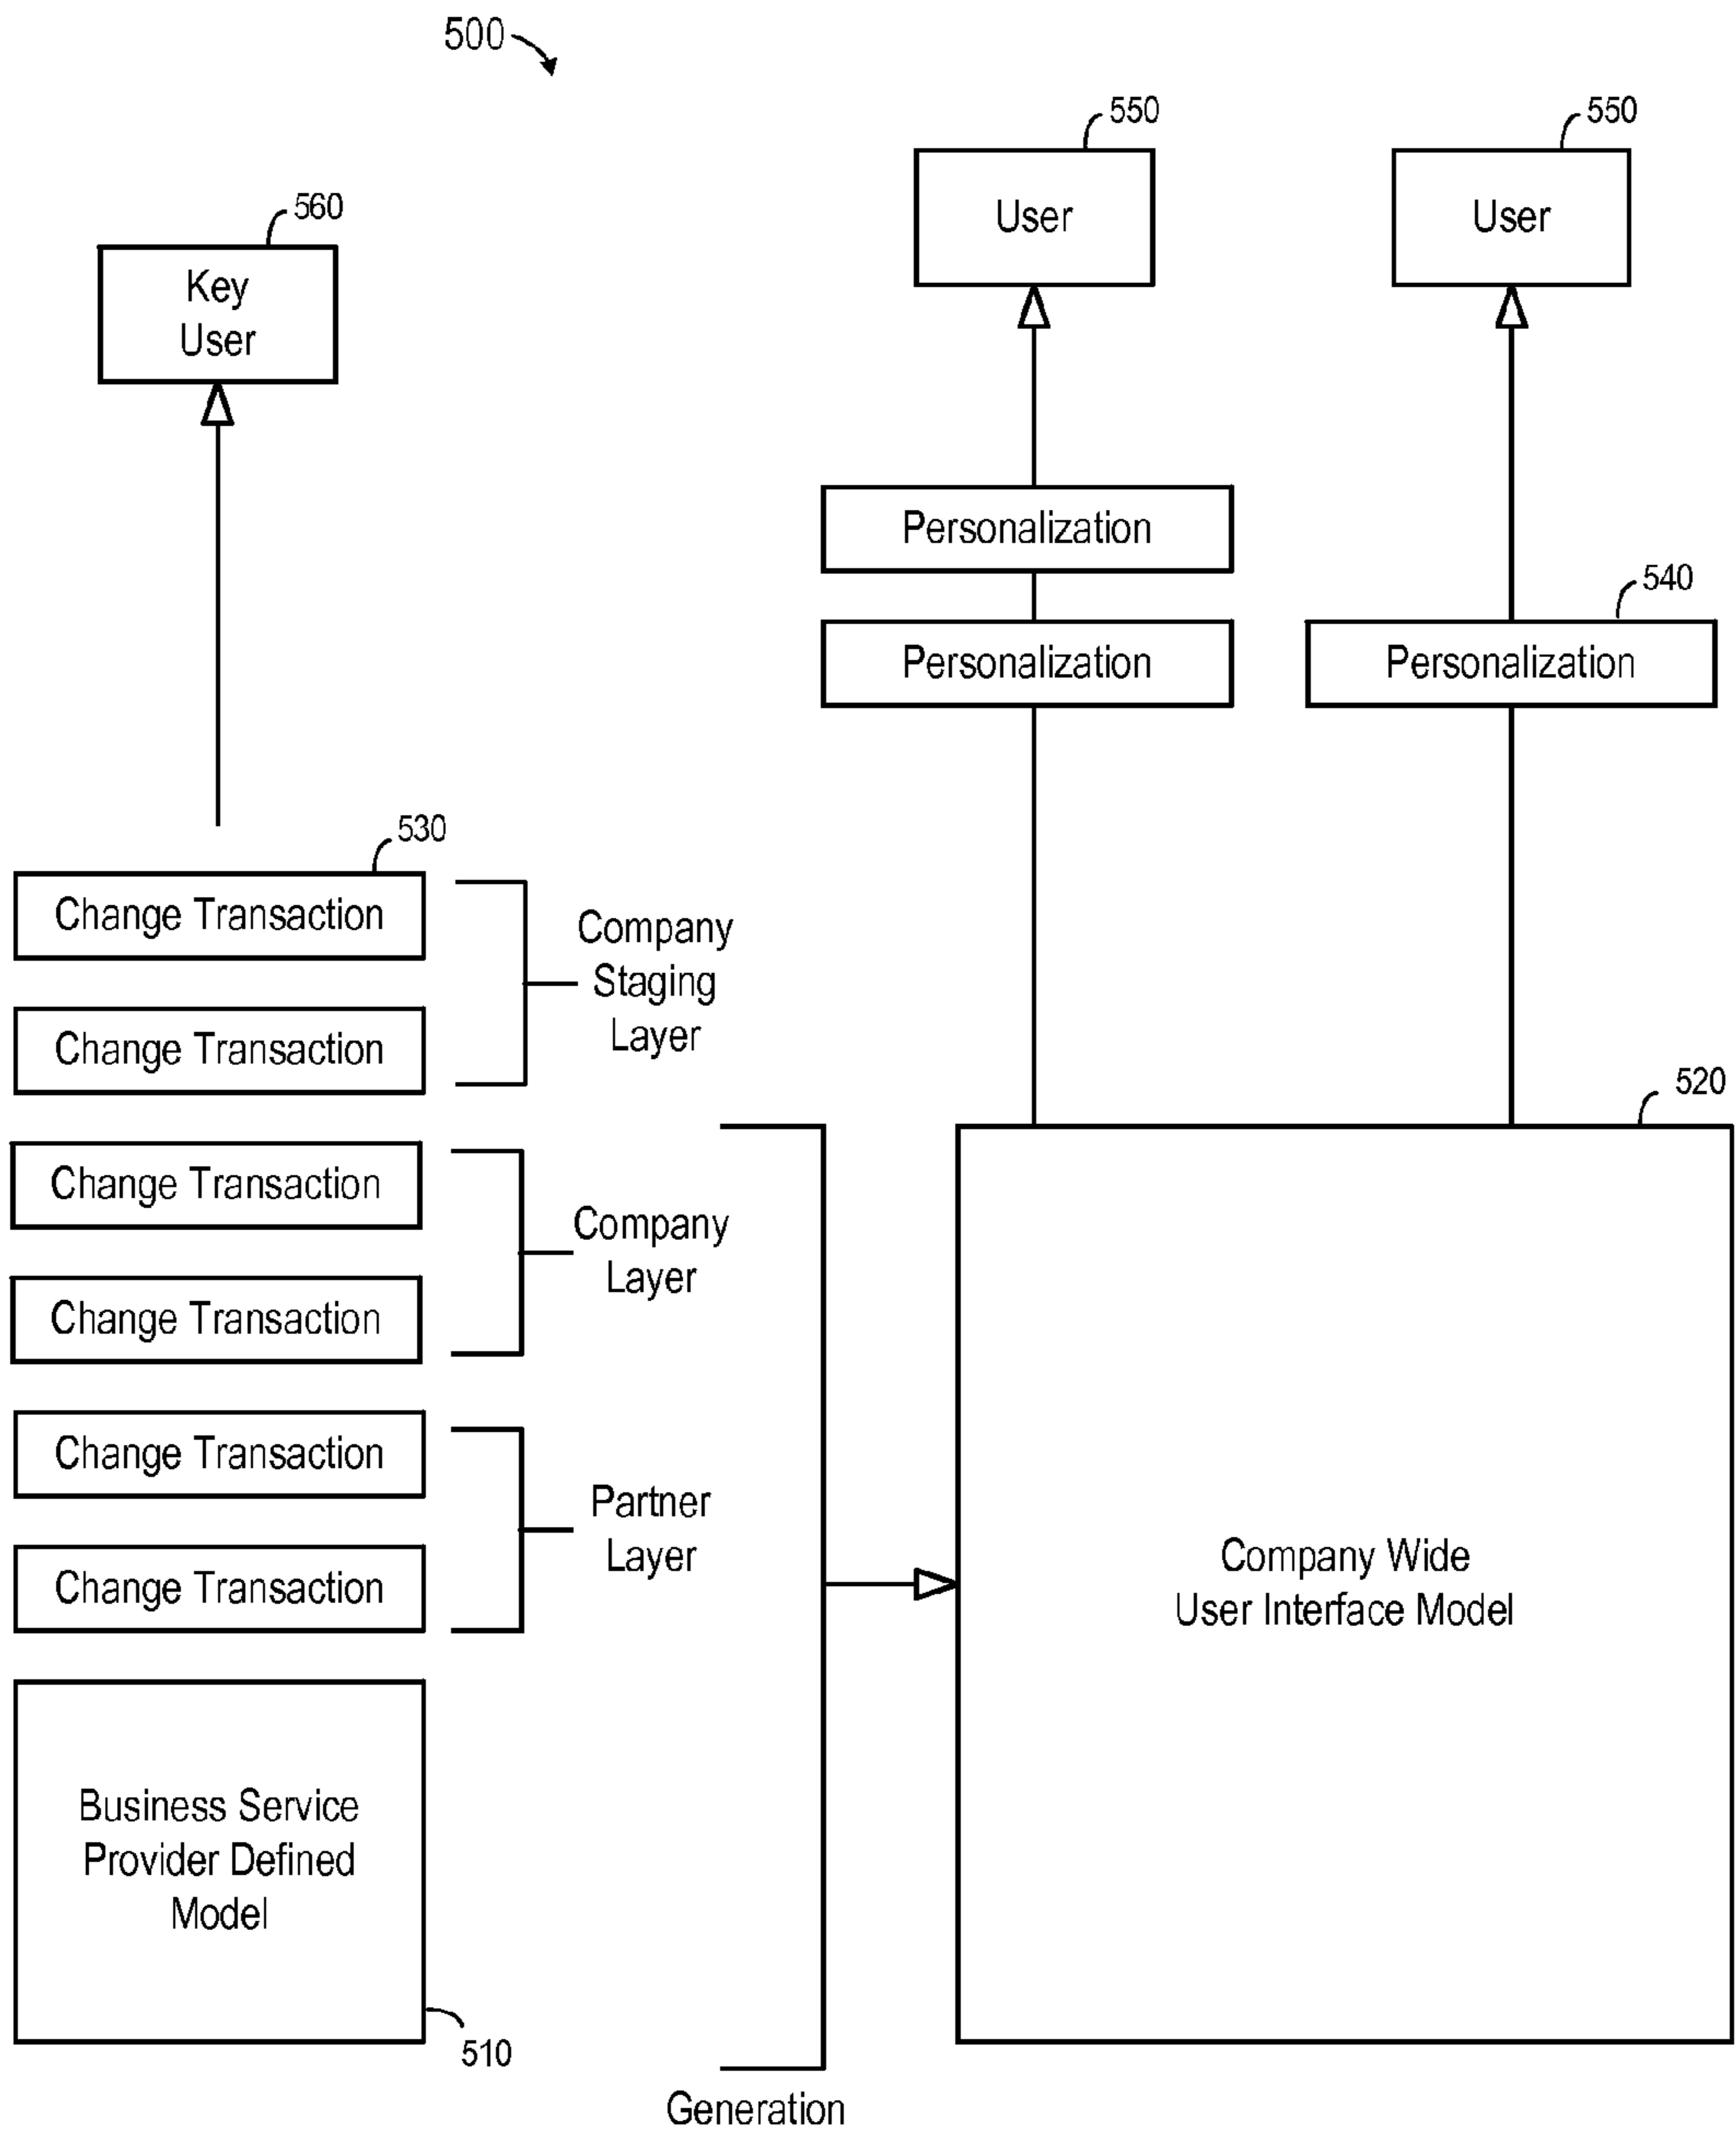 500
550
550
User
User
560
Key
User
Personalization
540
Personalization
Personalization
530
Change Transaction
Company
Staging
Layer
Change Transaction
520
Change Transaction
Company
Layer
Change Transaction
Change Transaction
Partner
Layer
Change Transaction
Company Wide
User Interface Model
Business Service
Provider Defined
Model
510
Generation